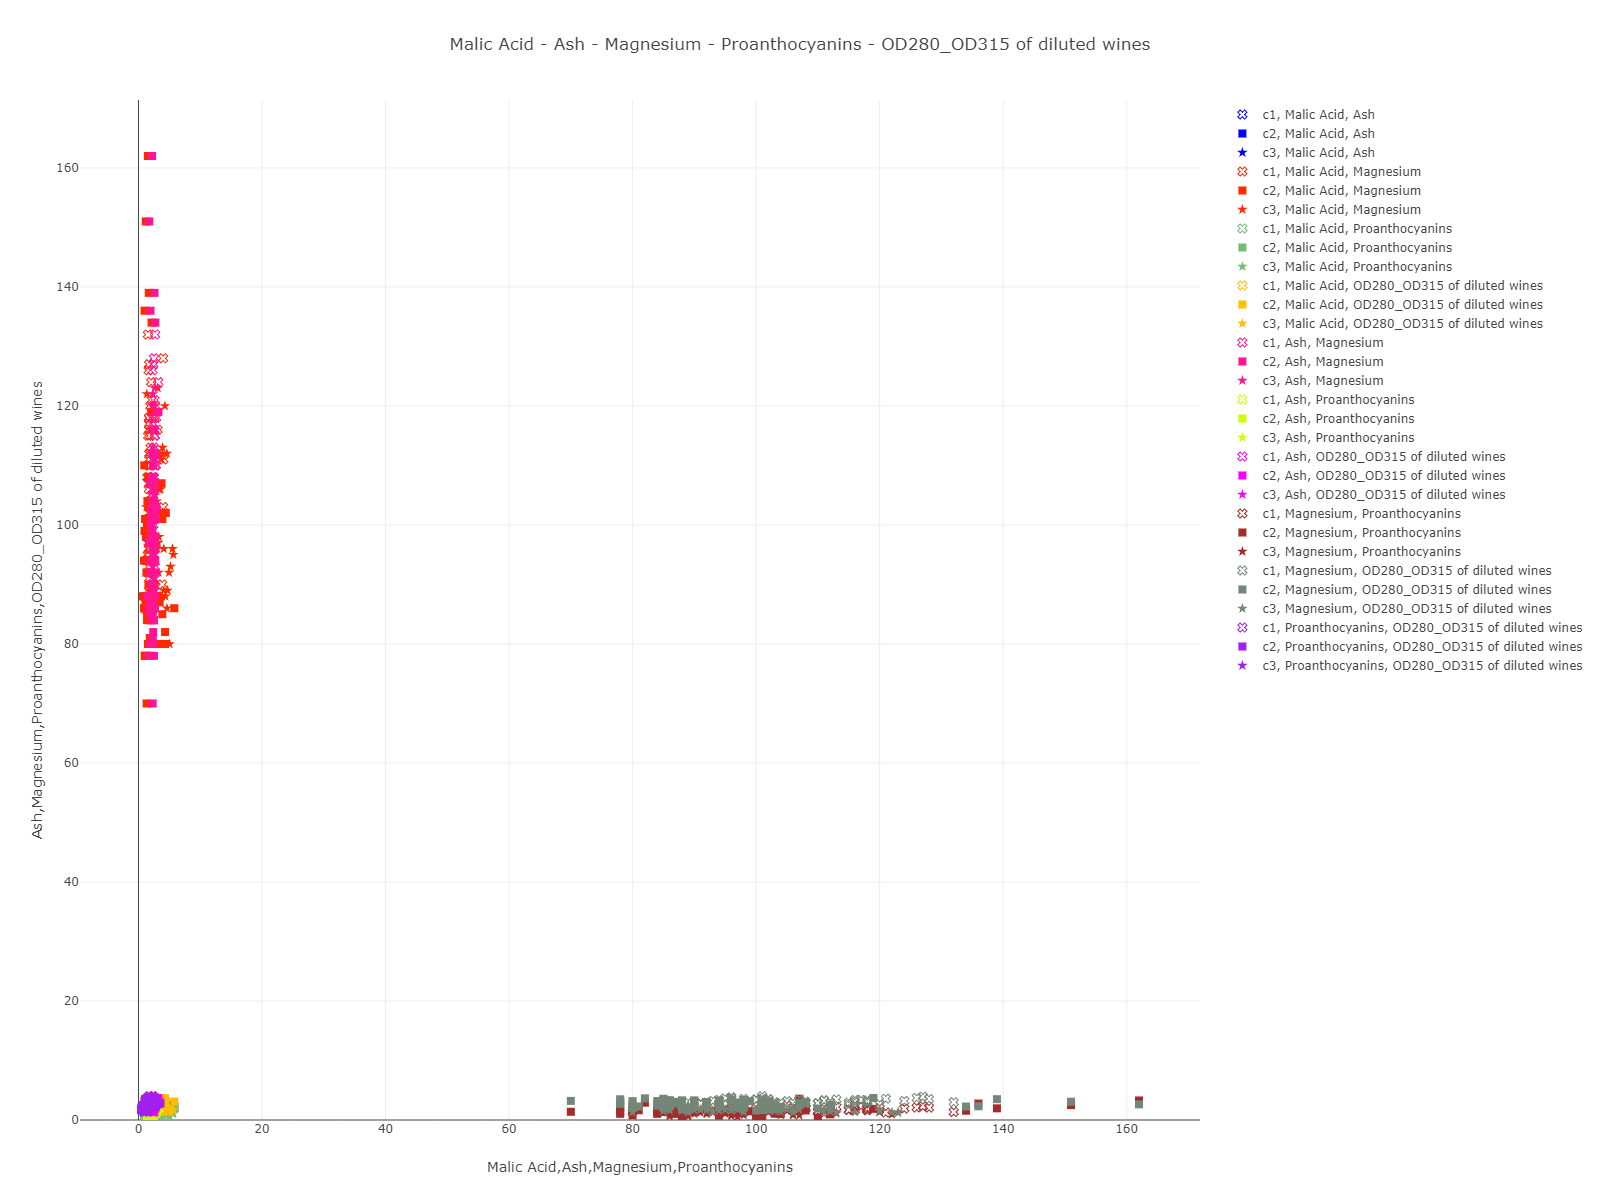 Malic Acid - Ash - Magnesium - Proanthocyanins - OD280_OD315 of diluted wines
c1, Malic Acid, Ash
c2, Malic Acid, Ash
c3, Malic Acid, Ash
c1, Malic Acid, Magnesium
c2, Malic Acid, Magnesium
c3, Malic Acid, Magnesium
c1, Malic Acid, Proanthocyanins
c2, Malic Acid, Proanthocyanins
c3, Malic Acid, Proanthocyanins
c1, Malic Acid, OD280_OD315 of diluted wines
c2, Malic Acid, OD280_OD315 of diluted wines
c3, Malic Acid, OD280_OD315 of diluted wines
c1, Ash, Magnesium
c2, Ash, Magnesium
c3, Ash, Magnesium
c1, Ash, Proanthocyanins
c2, Ash, Proanthocyanins
c3, Ash, Proanthocyanins
c1, Ash, OD280_OD315 of diluted wines
c2, Ash, OD280_OD315 of diluted wines
c3, Ash, OD280_OD315 of diluted wines
c1, Magnesium, Proanthocyanins
c2, Magnesium, Proanthocyanins
c3, Magnesium, Proanthocyanins
c1, Magnesium, OD280_OD315 of diluted wines
c2, Magnesium, OD280_OD315 of diluted wines
c3, Magnesium, OD280_OD315 of diluted wines
c1, Proanthocyanins, OD280_OD315 of diluted wines
c2, Proanthocyanins, OD280_OD315 of diluted wines
c3, Proanthocyanins, OD280_OD315 of diluted wines
Ash,Magnesium,Proanthocyanins,OD280_OD315 of diluted wines
160
140
120
100
80
60
40
20
0
0 20 40 60 80 100 120 140 160
Malic Acid,Ash,Magnesium,Proanthocyanins